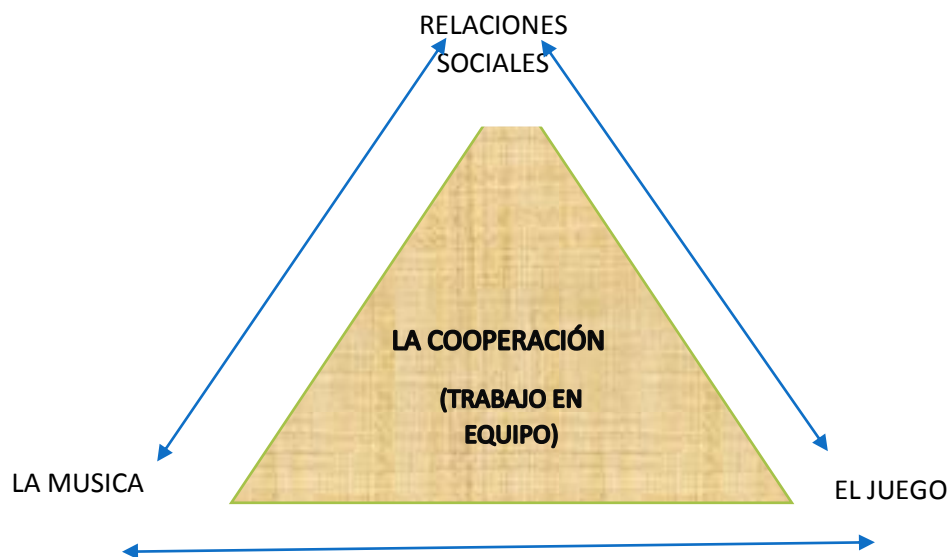 RELACIONES
SOCIALES
LA COOPERACIÓN
(TRABAJO EN
EQUIPO)
LA MUSICA
EL JUEGO